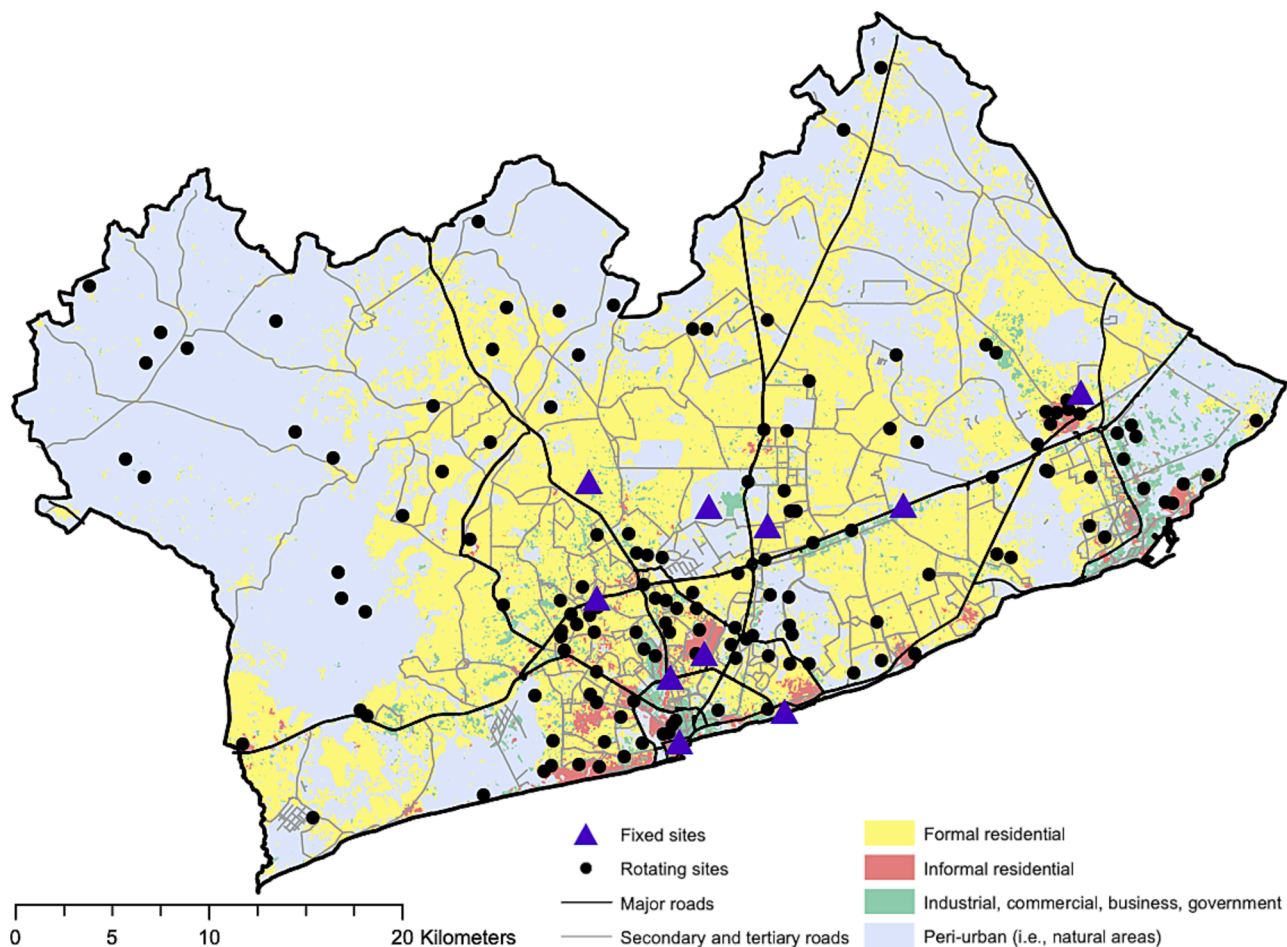 Fixed sites
Rotating sites
Major roads
Secondary and tertiary roads
Formal residential
Informal residential
Industrial, commercial, business, government
Peri-urban (i.e., natural areas)
0 5 10 20 Kilometers